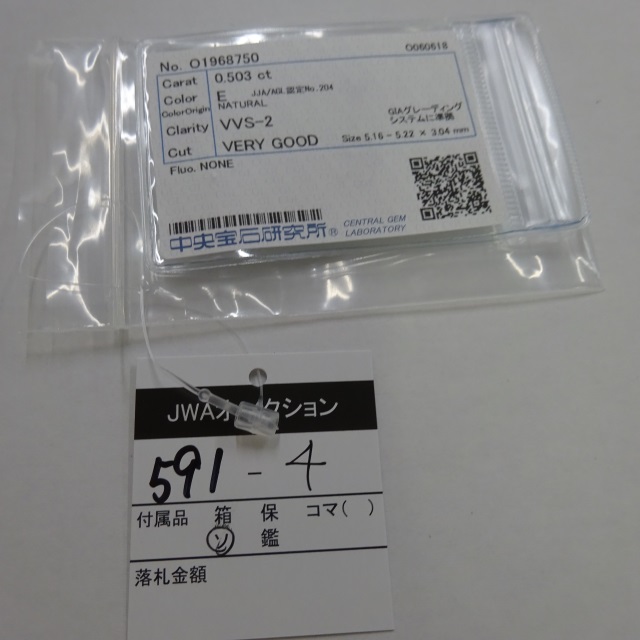 No. O1968750
O060618
Carat 0.503 ct
Color E JJA/AGL認定No.204
ColorOrigin NATURAL
Clarity VVS-2
GIAグレーティング
システムに準拠
Cut VERY GOOD
Size 5.16 - 5.22 × 3.04 mm
Fluo. NONE
中央宝石研究所® CENTRAL GEM
LABORATORY
JWAオークション
591 - 4
付属品 箱 保 コマ( )
ソ 鑑
落札金額